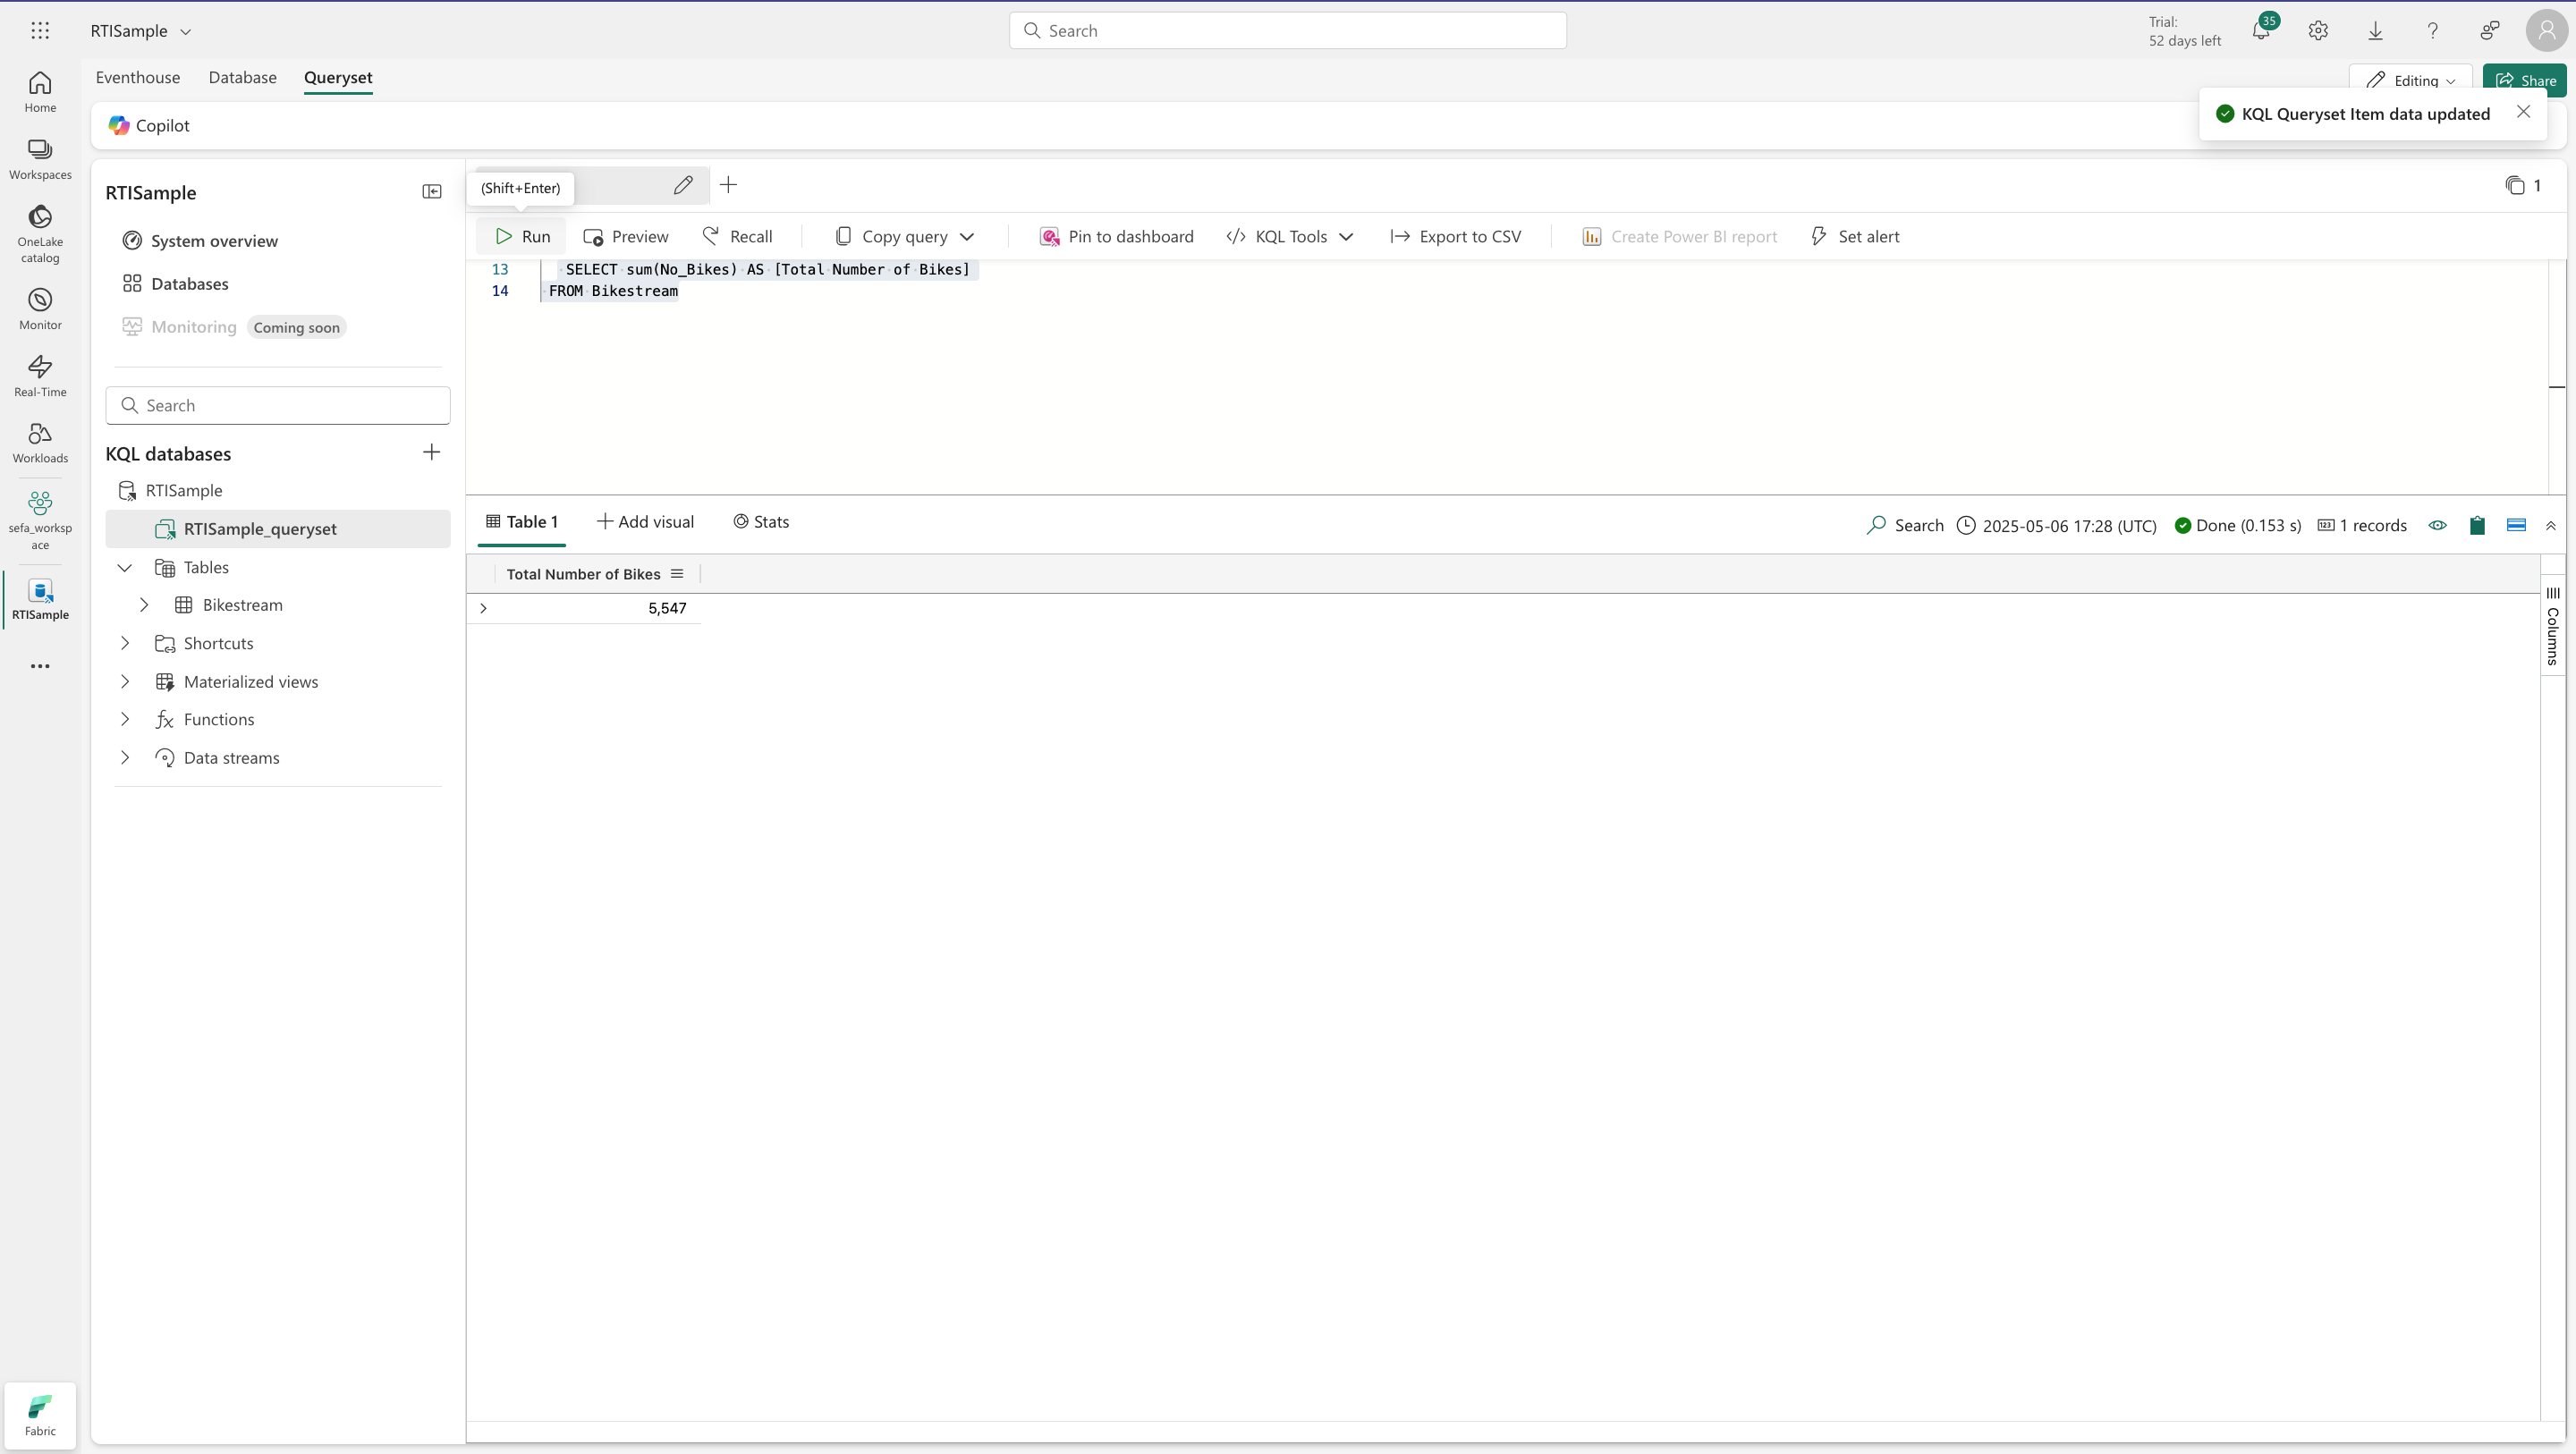 RTISample
Search
Trial:
52 days left
35
Home
Workspaces
OneLake
catalog
Monitor
Real-Time
Workloads
sefa_worksp
ace
RTISample
Fabric
Eventhouse
Database
Queryset
Editing
Share
Copilot
KQL Queryset Item data updated
RTISample
System overview
Databases
Monitoring
Coming soon
Search
KQL databases
RTISample
RTISample_queryset
Tables
Bikestream
Shortcuts
Materialized views
Functions
Data streams
(Shift+Enter)
1
Run
Preview
Recall
Copy query
Pin to dashboard
KQL Tools
Export to CSV
Create Power BI report
Set alert
13 SELECT sum(No_Bikes) AS [Total Number of Bikes]
14 FROM Bikestream
Table 1
Add visual
Stats
Search
2025-05-06 17:28 (UTC)
Done (0.153 s)
1 records
Total Number of Bikes
5,547
Columns